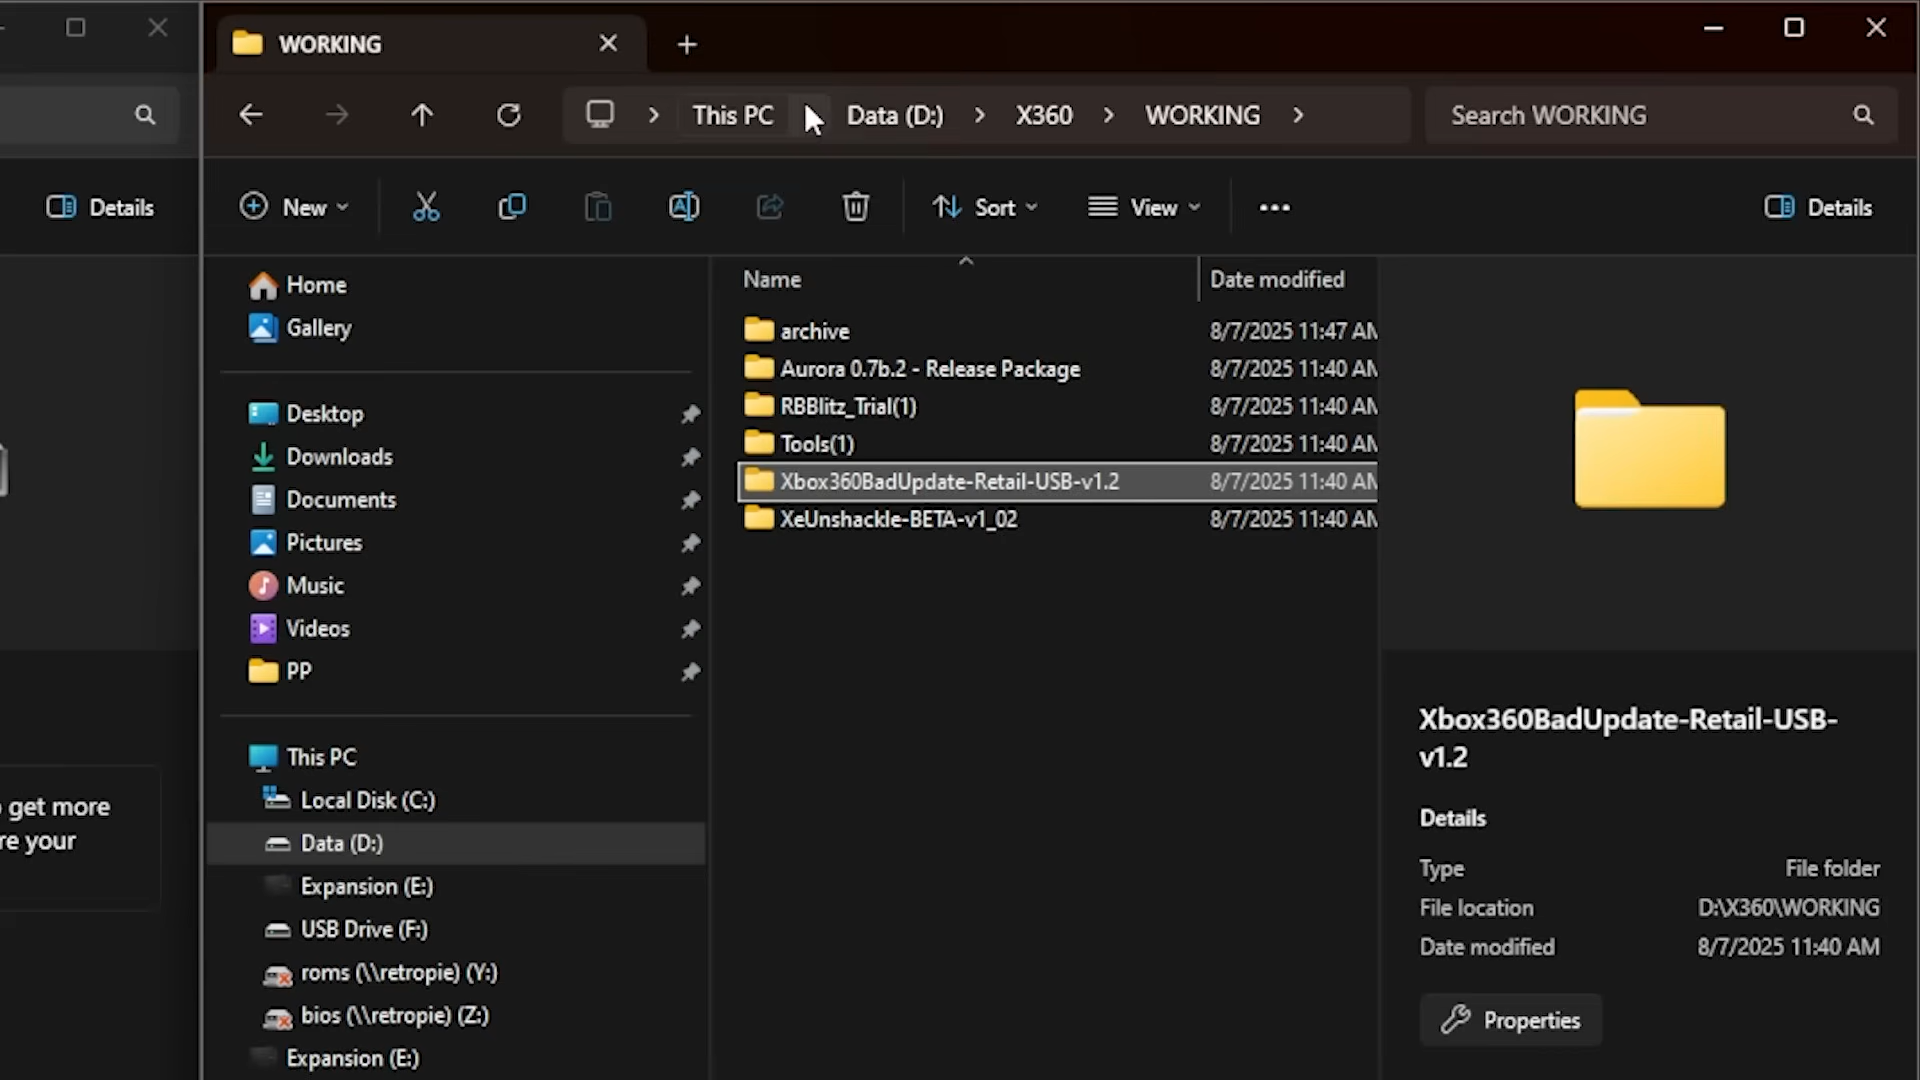 WORKING
This PC > Data (D:) > X360 > WORKING >
Search WORKING
Details
New
Sort
View
Details
Home
Gallery
Desktop
Downloads
Documents
Pictures
Music
Videos
PP
This PC
Local Disk (C:)
Data (D:)
Expansion (E:)
USB Drive (F:)
roms (\\retropie) (Y:)
bios (\\retropie) (Z:)
Expansion (E:)
Name Date modified
archive 8/7/2025 11:47 AM
Aurora 0.7b.2 - Release Package 8/7/2025 11:40 AM
RBBlitz_Trial(1) 8/7/2025 11:40 AM
Tools(1) 8/7/2025 11:40 AM
Xbox360BadUpdate-Retail-USB-v1.2 8/7/2025 11:40 AM
XeUnshackle-BETA-v1_02 8/7/2025 11:40 AM
get more
re your
Xbox360BadUpdate-Retail-USB-
v1.2
Details
Type File folder
File location D:\X360\WORKING
Date modified 8/7/2025 11:40 AM
Properties